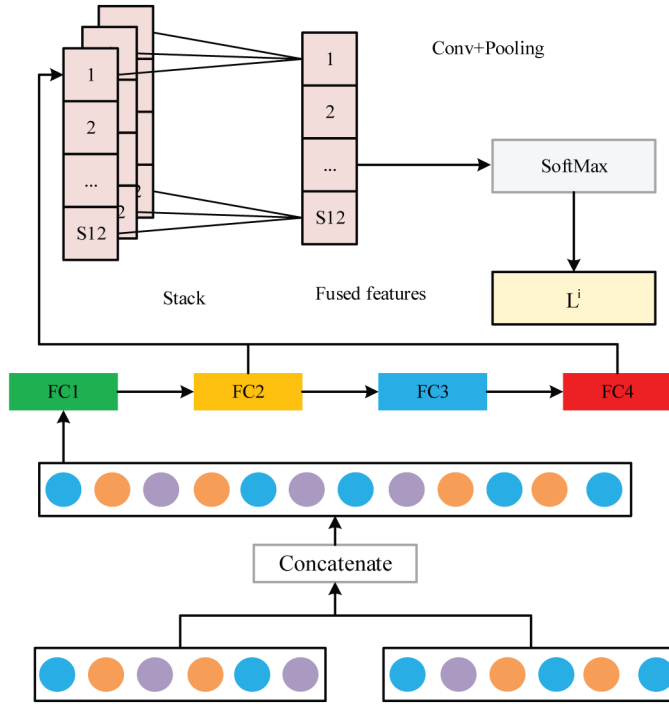 1
2
...
S12
2
2
1
2
...
S12
Conv+Pooling
SoftMax
L^i
Stack
Fused features
FC1
FC2
FC3
FC4
Concatenate